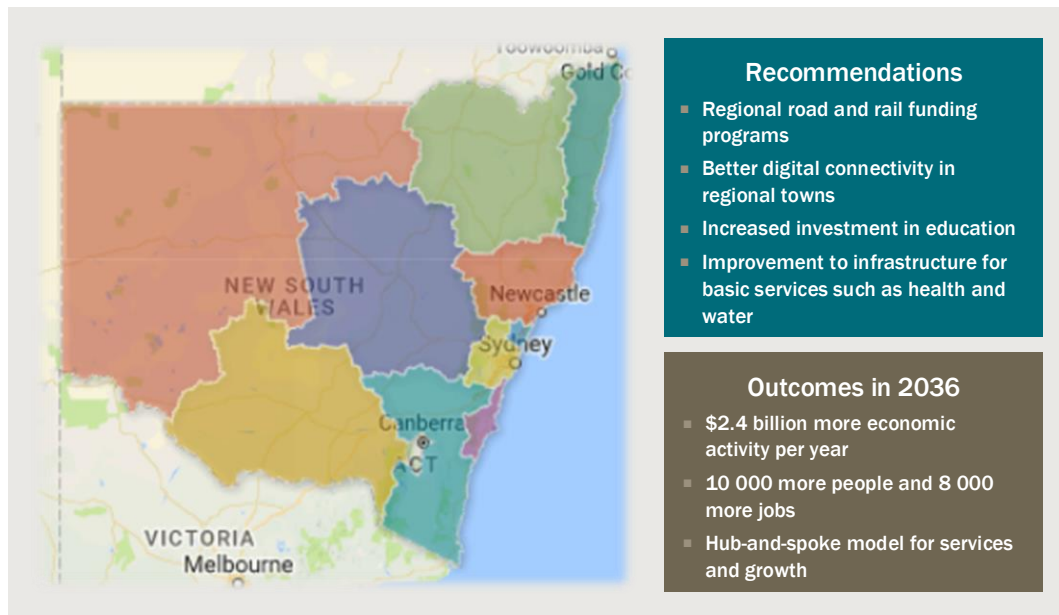 Toowoomba
Gold Co
NEW SOUTH
WALES
Newcastle
Sydney
Canberra
ACT
VICTORIA
Melbourne
Recommendations
Regional road and rail funding
programs
Better digital connectivity in
regional towns
Increased investment in education
Improvement to infrastructure for
basic services such as health and
water
Outcomes in 2036
$2.4 billion more economic
activity per year
10 000 more people and 8 000
more jobs
Hub-and-spoke model for services
and growth